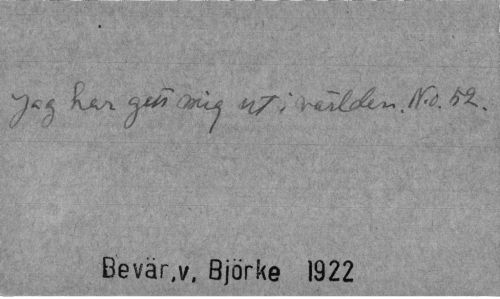 Jag har gett mig ut i världen. N.o. 52.
Bevär.v. Björke 1922